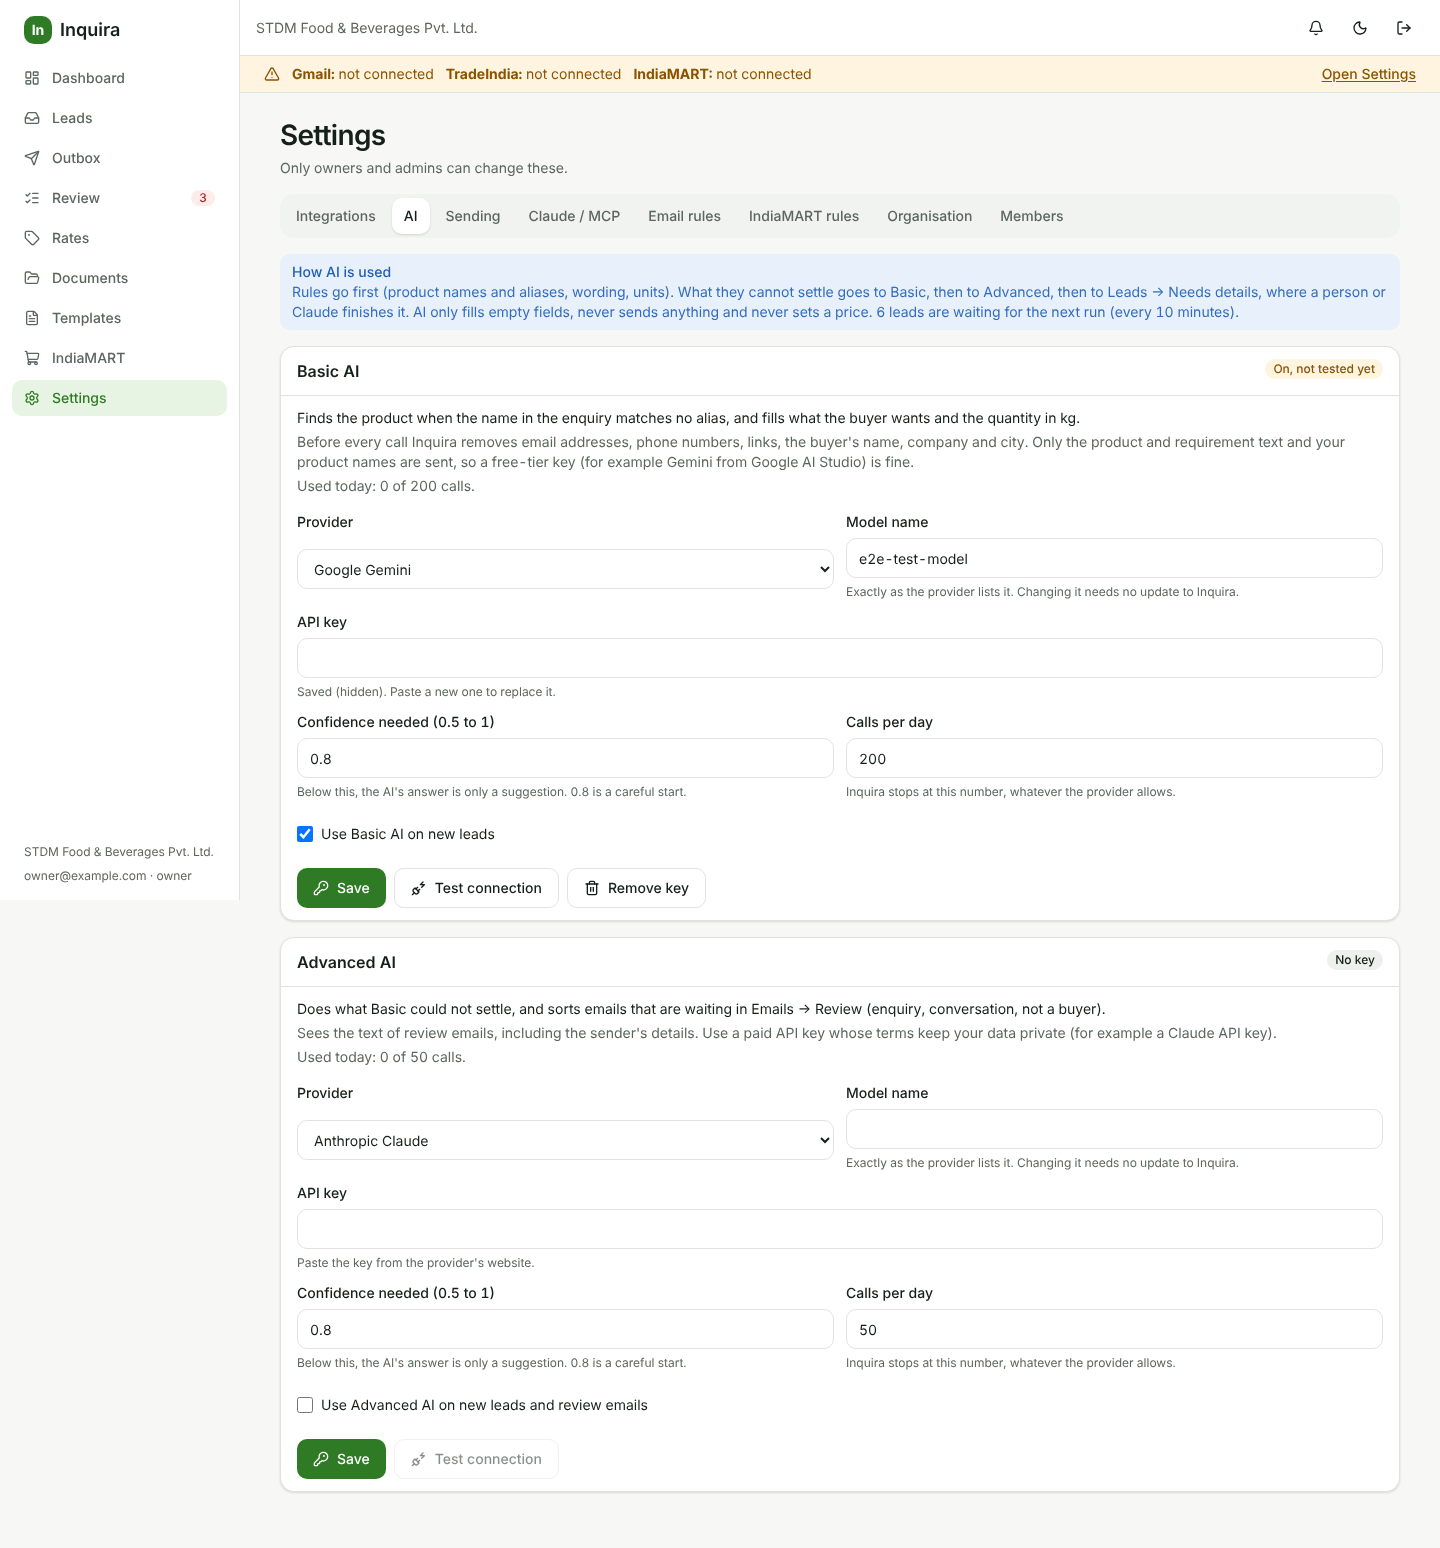 In Inquira
Dashboard
Leads
Outbox
Review 3
Rates
Documents
Templates
IndiaMART
Settings
STDM Food & Beverages Pvt. Ltd.
owner@example.com · owner
STDM Food & Beverages Pvt. Ltd.
Gmail: not connected TradeIndia: not connected IndiaMART: not connected Open Settings
Settings
Only owners and admins can change these.
Integrations AI Sending Claude / MCP Email rules IndiaMART rules Organisation Members
How AI is used
Rules go first (product names and aliases, wording, units). What they cannot settle goes to Basic, then to Advanced, then to Leads → Needs details, where a person or
Claude finishes it. AI only fills empty fields, never sends anything and never sets a price. 6 leads are waiting for the next run (every 10 minutes).
Basic AI On, not tested yet
Finds the product when the name in the enquiry matches no alias, and fills what the buyer wants and the quantity in kg.
Before every call Inquira removes email addresses, phone numbers, links, the buyer's name, company and city. Only the product and requirement text and your
product names are sent, so a free-tier key (for example Gemini from Google AI Studio) is fine.
Used today: 0 of 200 calls.
Provider Model name
Google Gemini e2e-test-model
Exactly as the provider lists it. Changing it needs no update to Inquira.
API key
Saved (hidden). Paste a new one to replace it.
Confidence needed (0.5 to 1) Calls per day
0.8 200
Below this, the AI's answer is only a suggestion. 0.8 is a careful start. Inquira stops at this number, whatever the provider allows.
Use Basic AI on new leads
Save Test connection Remove key
Advanced AI No key
Does what Basic could not settle, and sorts emails that are waiting in Emails → Review (enquiry, conversation, not a buyer).
Sees the text of review emails, including the sender's details. Use a paid API key whose terms keep your data private (for example a Claude API key).
Used today: 0 of 50 calls.
Provider Model name
Anthropic Claude
Exactly as the provider lists it. Changing it needs no update to Inquira.
API key
Paste the key from the provider's website.
Confidence needed (0.5 to 1) Calls per day
0.8 50
Below this, the AI's answer is only a suggestion. 0.8 is a careful start. Inquira stops at this number, whatever the provider allows.
Use Advanced AI on new leads and review emails
Save Test connection